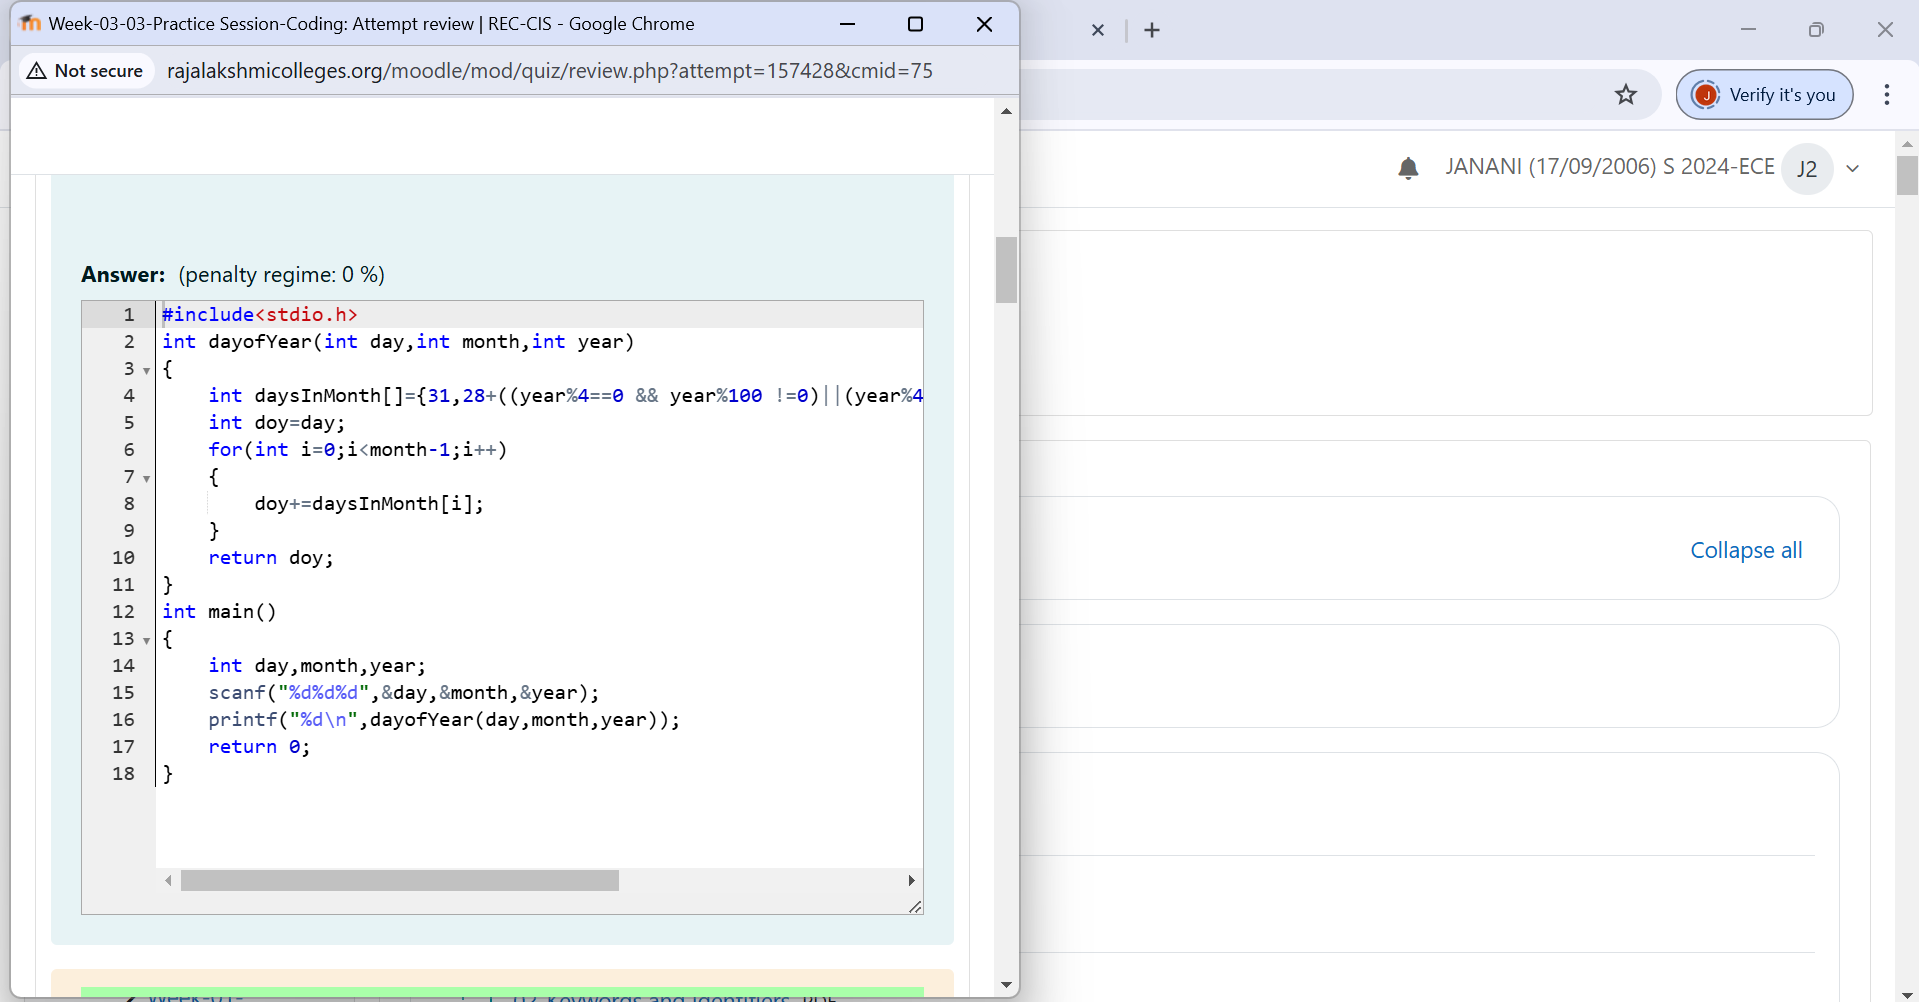 Week-03-03-Practice Session-Coding: Attempt review | REC-CIS - Google Chrome
Not secure rajalakshmicolleges.org/moodle/mod/quiz/review.php?attempt=157428&cmid=75
Verify it's you
JANANI (17/09/2006) S 2024-ECE J2
Answer: (penalty regime: 0 %)
1 #include<stdio.h>
2 int dayofYear(int day,int month,int year)
3 {
4 int daysInMonth[]={31,28+((year%4==0 && year%100 !=0)||(year%4
5 int doy=day;
6 for(int i=0;i<month-1;i++)
7 {
8 doy+=daysInMonth[i];
9 }
10 return doy;
11 }
12 int main()
13 {
14 int day,month,year;
15 scanf("%d%d%d",&day,&month,&year);
16 printf("%d\n",dayofYear(day,month,year));
17 return 0;
18 }
Collapse all